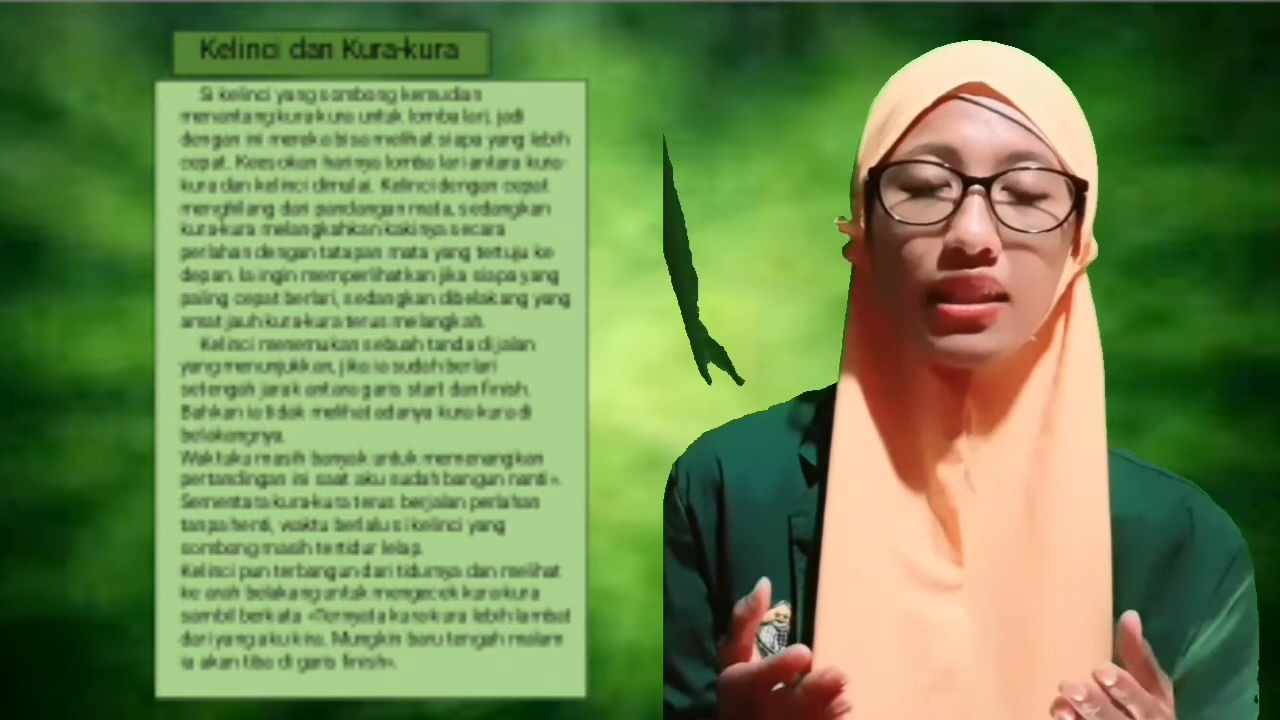 Kelinci dan Kura-kura
Si kelinci yang sombong kemudian
menantang kura-kura untuk lomba lari, jadi
dengan ini mereka bisa melihat siapa yang lebih
cepat. Keesokan harinya lomba lari antara kura-
kura dan kelinci dimulai. Kelinci dengan cepat
menghilang dari pandangan mata, sedangkan
kura-kura melangkahkan kakinya secara
perlahan dengan tatapan mata yang tertuju ke
depan. Ia ingin memperlihatkan jika siapa yang
paling cepat berlari, sedangkan dibelakang yang
amat jauh kura-kura terus melangkah.
Kelinci menemukan sebuah tanda di jalan
yang menunjukkan, jika ia sudah berlari
setengah jarak antara garis start dan finish.
Bahkan ia tidak melihat adanya kura-kura di
belakangnya.
Waktuku masih banyak untuk memenangkan
pertandingan ini saat aku sudah bangun nanti».
Sementara kura-kura terus berjalan perlahan
tanpa henti, waktu berlalu si kelinci yang
sombong masih tertidur lelap.
Kelinci pun terbangun dari tidurnya dan melihat
ke arah belakang untuk mengecek kura-kura
sambil berkata «Ternyata kura-kura lebih lambat
dari yang aku kira. Mungkin baru tengah malam
ia akan tiba di garis finish».